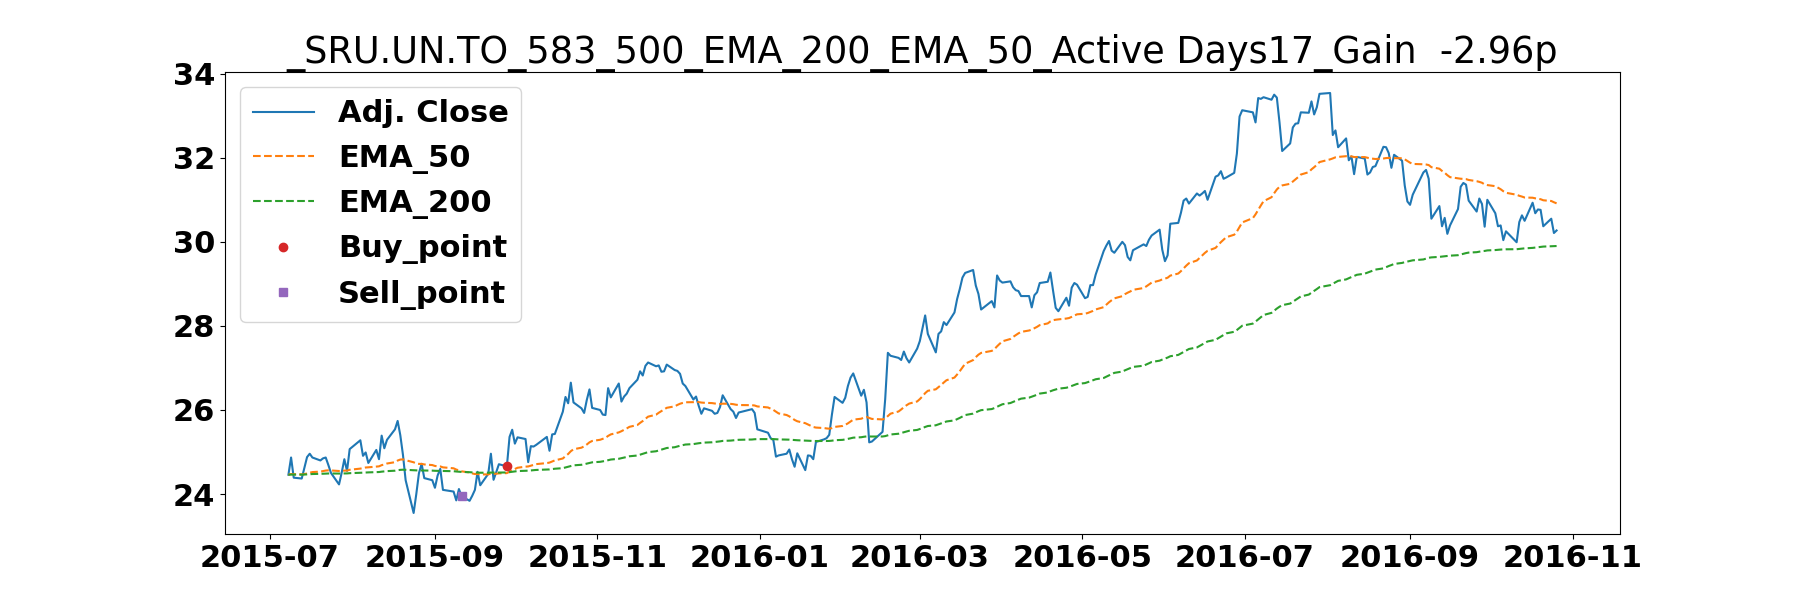 _SRU.UN.TO_583_500_EMA_200_EMA_50_Active Days17_Gain  -2.96p
34
32
30
28
26
24
Adj. Close
EMA_50
EMA_200
Buy_point
Sell_point
2015-07 2015-09 2015-11 2016-01 2016-03 2016-05 2016-07 2016-09 2016-11